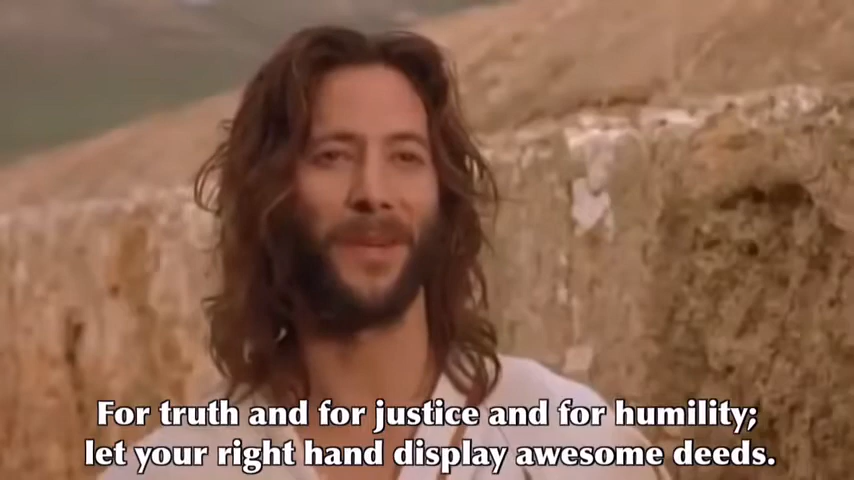 For truth and for justice and for humility;
let your right hand display awesome deeds.